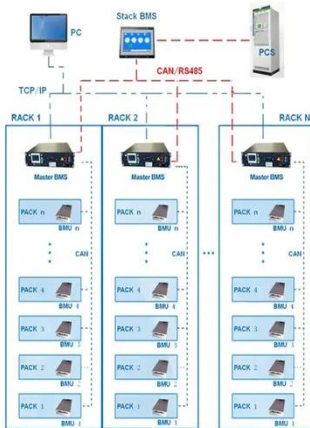 PC
Stack BMS
PCS
CAN/RS485
TCP/IP
RACK 1
RACK 2
RACK N
Master BMS
Master BMS
Master BMS
PACK n
BMU n
PACK n
BMU n
PACK n
BMU n
CAN
CAN
CAN
PACK 4
BMU 4
PACK 4
BMU 4
PACK 4
BMU 4
PACK 3
BMU 3
PACK 3
BMU 3
PACK 3
BMU 3
PACK 2
BMU 2
PACK 2
BMU 2
PACK 2
BMU 2
PACK 1
BMU 1
PACK 1
BMU 1
PACK 1
BMU 1